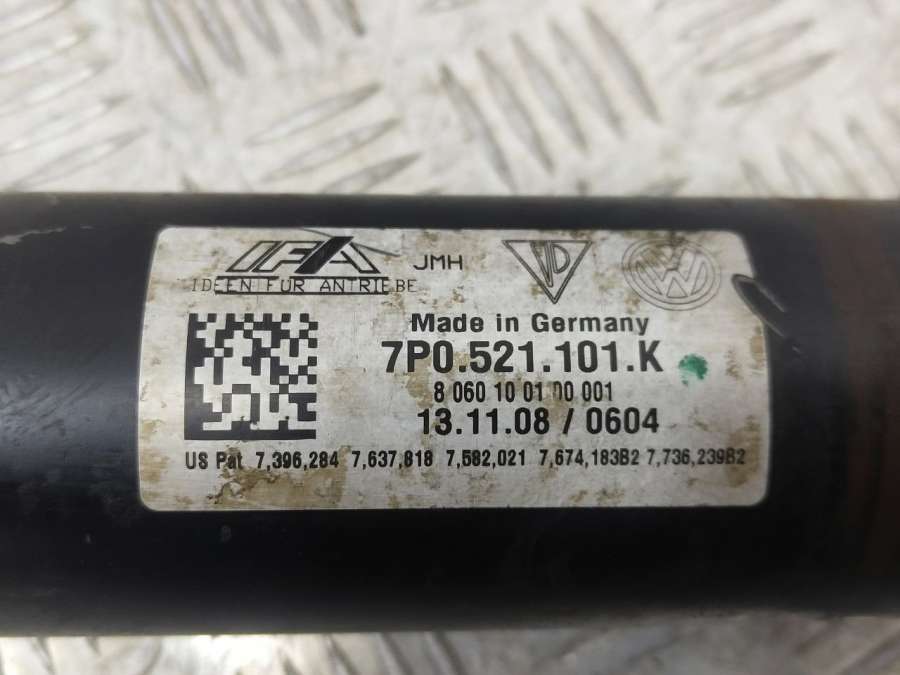 IFA
IDEEN FÜR ANTRIEBE
JMH
VW
Made in Germany
7P0.521.101.K
8 060 10 01 00 001
13.11.08 / 0604
US Pat 7,396,284 7,637,818 7,582,021 7,674,183B2 7,736,239B2